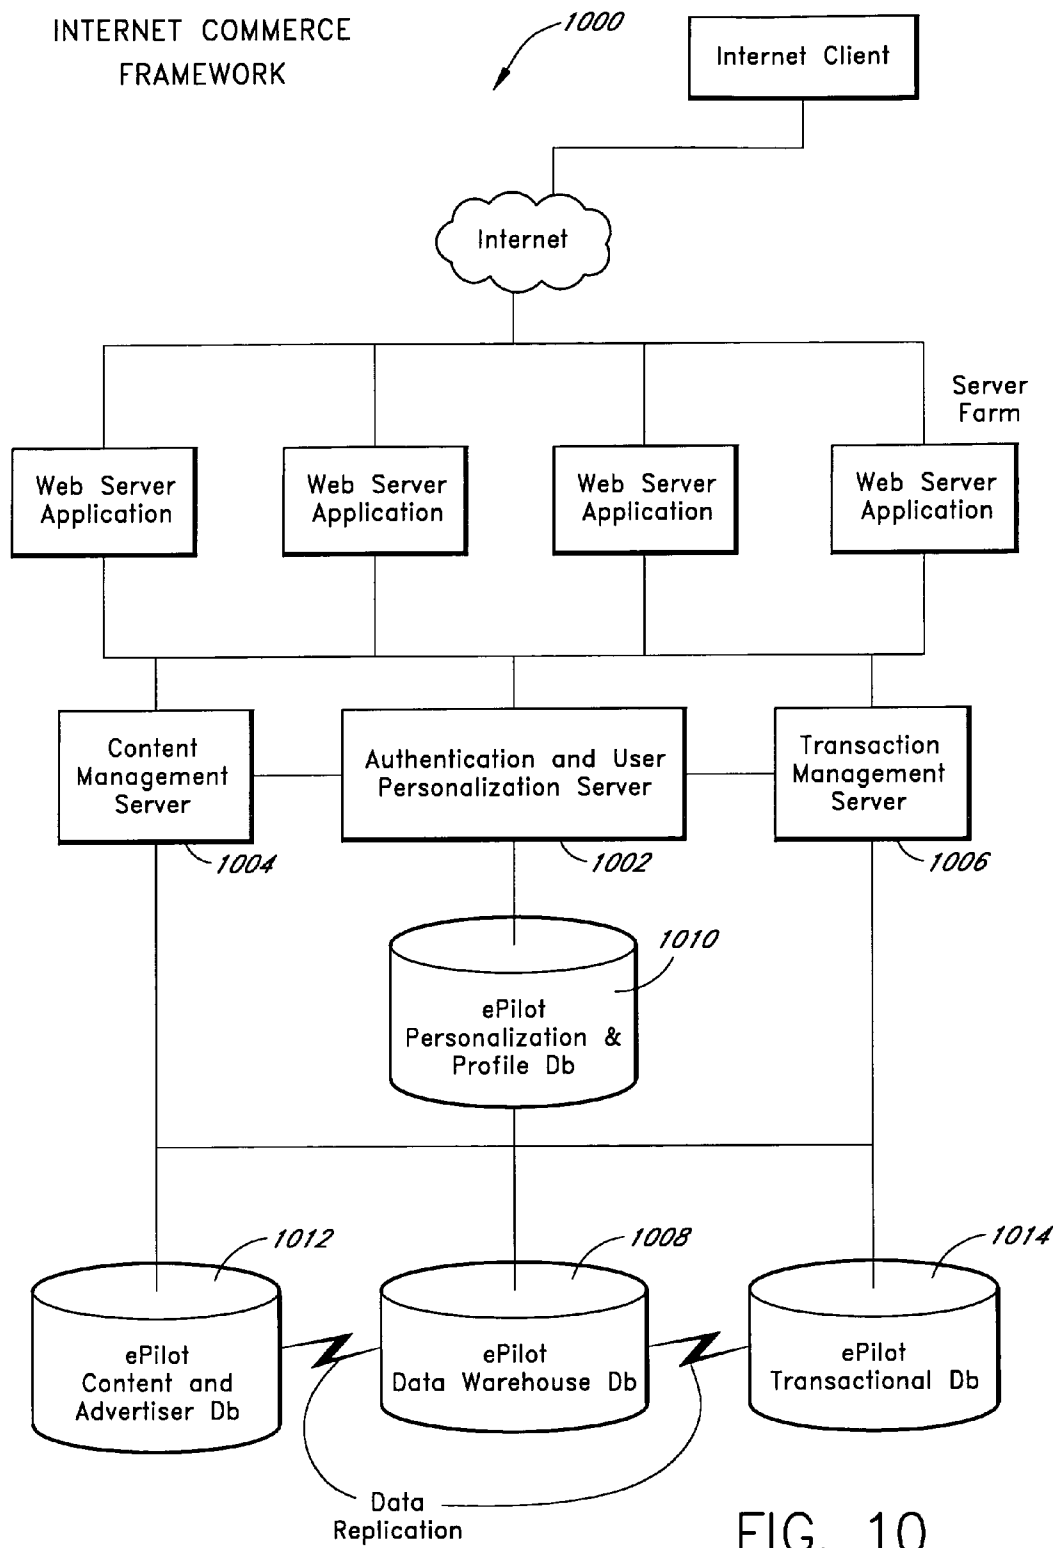 INTERNET COMMERCE
FRAMEWORK
1000
Internet Client
Internet
Server
Farm
Web Server
Application
Web Server
Application
Web Server
Application
Web Server
Application
Content
Management
Server
1004
Authentication and User
Personalization Server
1002
Transaction
Management
Server
1006
1010
ePilot
Personalization &
Profile Db
1012
ePilot
Content and
Advertiser Db
1008
ePilot
Data Warehouse Db
1014
ePilot
Transactional Db
Data
Replication
FIG. 10